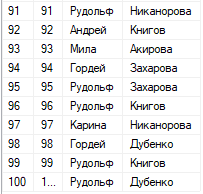 91 91 Рудольф Никанорова
92 92 Андрей Книгов
93 93 Мила Акирова
94 94 Гордей Захарова
95 95 Рудольф Захарова
96 96 Рудольф Книгов
97 97 Карина Никанорова
98 98 Гордей Дубенко
99 99 Рудольф Книгов
100 1... Рудольф Дубенко